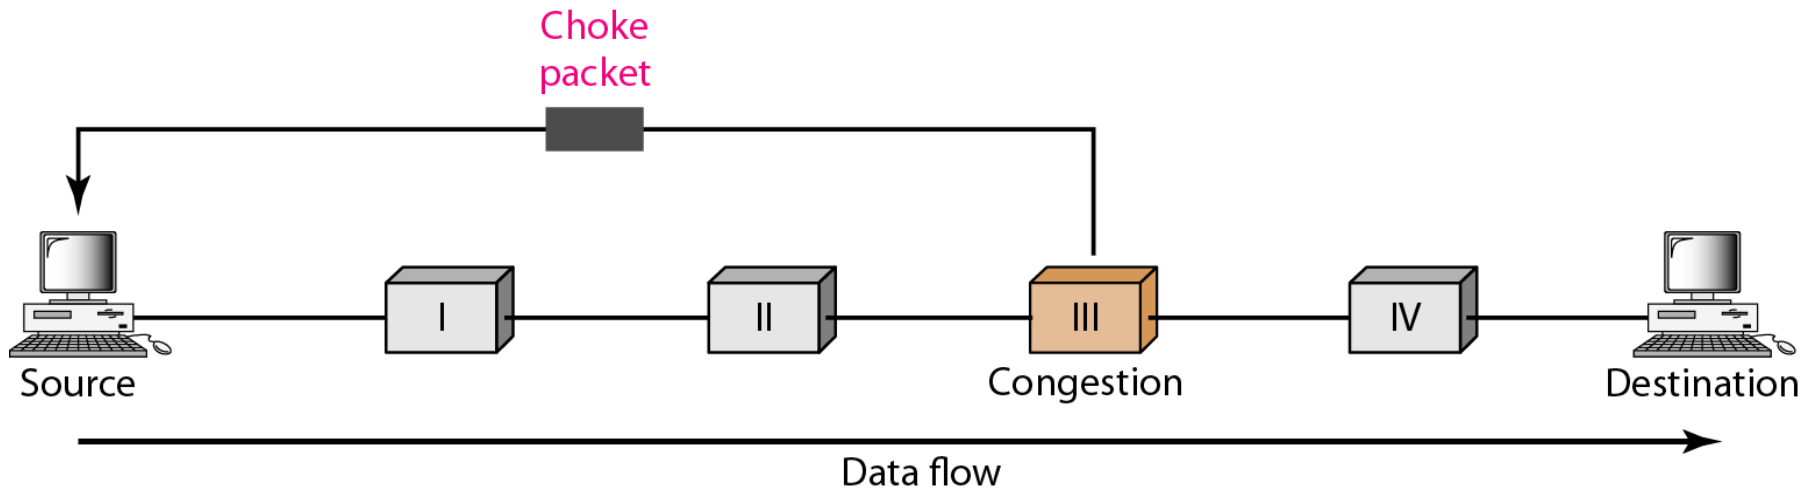 Choke
packet
I
II
III
IV
Source
Congestion
Destination
Data flow